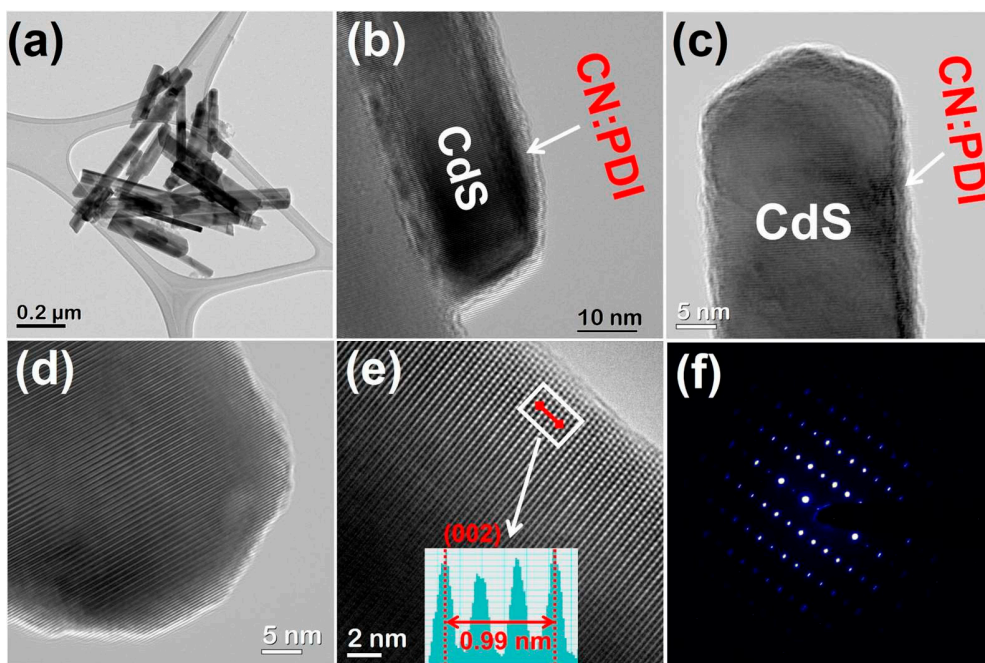 (a)
0.2 μm
(b)
CdS
CN:PDI
10 nm
(c)
CdS
CN:PDI
5 nm
(d)
5 nm
(e)
(002)
0.99 nm
2 nm
(f)